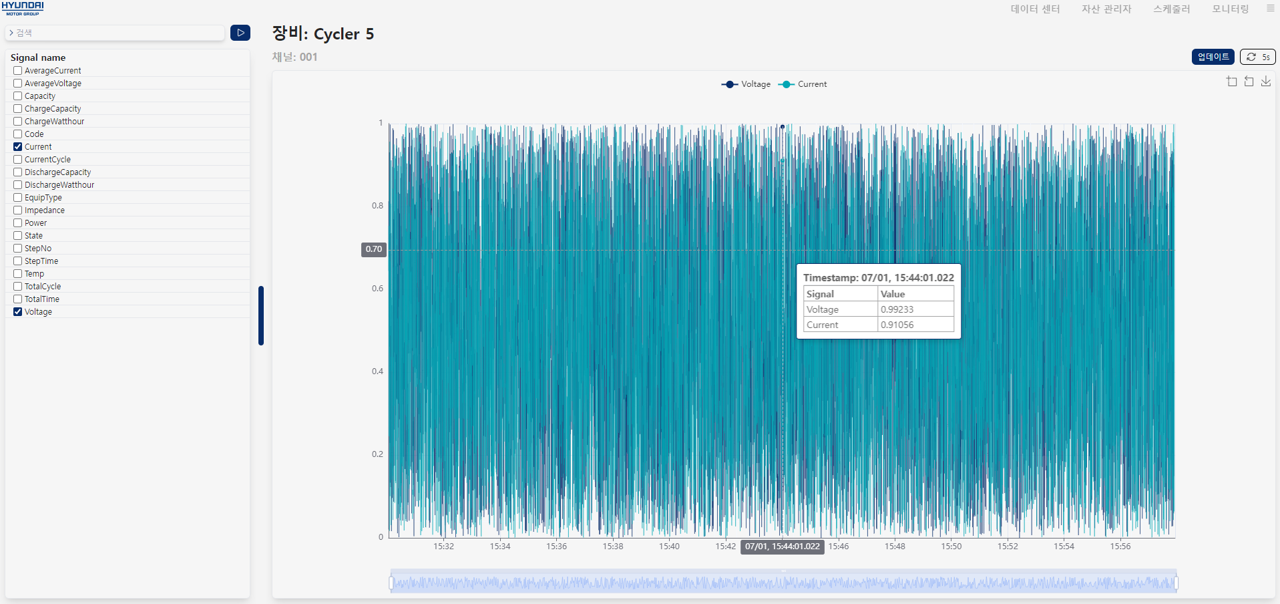 HYUNDAI
MOTOR GROUP
데이터 센터 자산 관리자 스케줄러 모니터링
검색
장비: Cycler 5
채널: 001
업데이트 5s
Signal name
AverageCurrent
AverageVoltage
Capacity
ChargeCapacity
ChargeWatthour
Code
Current
CurrentCycle
DischargeCapacity
DischargeWatthour
EquipType
Impedance
Power
State
StepNo
StepTime
Temp
TotalCycle
TotalTime
Voltage
Voltage Current
1
0.8
0.70
0.6
0.4
0.2
0
Timestamp: 07/01, 15:44:01.022
Signal Value
Voltage 0.99233
Current 0.91056
15:32 15:34 15:36 15:38 15:40 15:42 07/01, 15:44:01.022 15:46 15:48 15:50 15:52 15:54 15:56